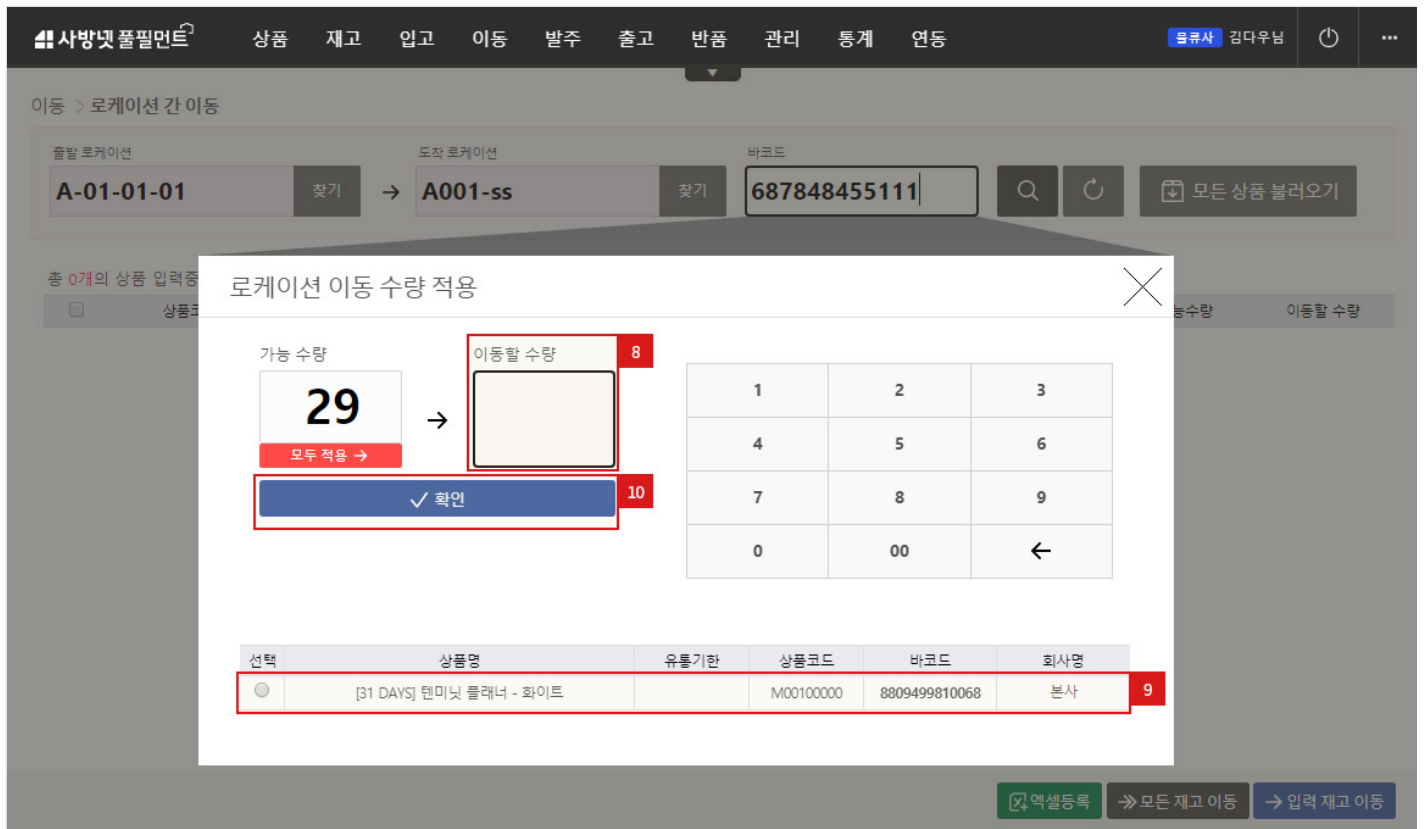 사방넷 풀필먼트 상품 재고 입고 이동 발주 출고 반품 관리 통계 연동 물류사 김다우님 ...
이동 > 로케이션 간 이동
출발 로케이션 도착 로케이션 바코드
A-01-01-01 찾기 → A001-ss 찾기 687848455111 모든 상품 불러오기
총 0개의 상품 입력중
상품코 능수량 이동할 수량
로케이션 이동 수량 적용
가능 수량 이동할 수량 8
29 →
모두 적용 →
✓ 확인 10
1 2 3
4 5 6
7 8 9
0 00 ←
선택 상품명 유통기한 상품코드 바코드 회사명
[31 DAYS] 텐미닛 플래너 - 화이트 M00100000 8809499810068 본사 9
엑셀등록 모든 재고 이동 → 입력 재고 이동